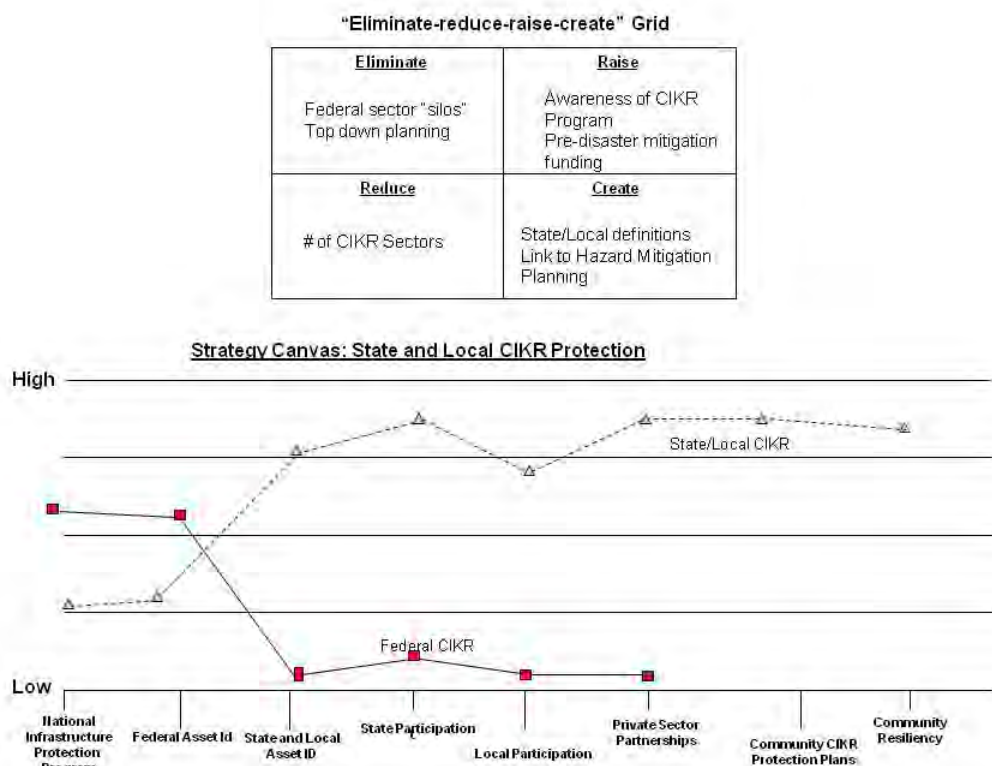 “Eliminate-reduce-raise-create” Grid
Eliminate
Federal sector "silos"
Top down planning
Raise
Awareness of CIKR
Program
Pre-disaster mitigation
funding
Reduce
# of CIKR Sectors
Create
State/Local definitions
Link to Hazard Mitigation
Planning
Strategy Canvas: State and Local CIKR Protection
High
State/Local CIKR
Federal CIKR
Low
National
Infrastructure
Protection
Federal Asset Id
State and Local
Asset ID
State Participation
Local Participation
Private Sector
Partnerships
Community CIKR
Protection Plans
Community
Resiliency